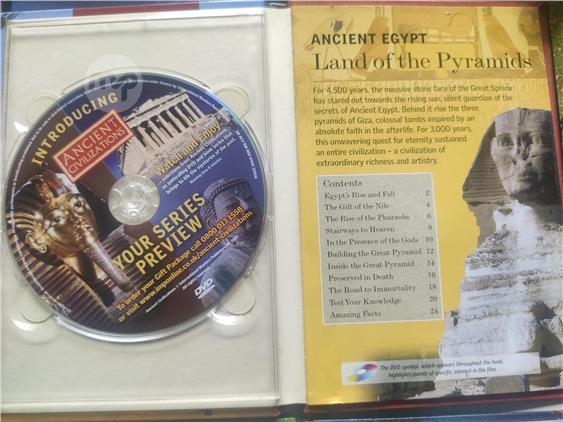 INTRODUCING
ANCIENT
CIVILIZATIONS
Watch and Enjoy
YOUR SERIES
PREVIEW
To order your Gift Package call 0800 013 1558
or visit www.imponline.co.uk/ancient-civilizations
DVD
ANCIENT EGYPT
Land of the Pyramids
For 4,500 years, the massive stone face of the Great Sphinx
has stared out towards the rising sun, silent guardian of the
secrets of Ancient Egypt. Behind it rise the three
pyramids of Giza, colossal tombs inspired by an
absolute faith in the afterlife. For 3,000 years,
this unwavering quest for eternity sustained
an entire civilization – a civilization of
extraordinary richness and artistry.
Contents
Egypt's Rise and Fall 2
The Gift of the Nile 4
The Rise of the Pharaohs 6
Stairways to Heaven 8
In the Presence of the Gods 10
Building the Great Pyramid 12
Inside the Great Pyramid 14
Preserved in Death 16
The Road to Immortality 18
Test Your Knowledge 20
Amazing Facts 24
The DVD symbol, which appears throughout the book,
highlights points of specific interest in the film.